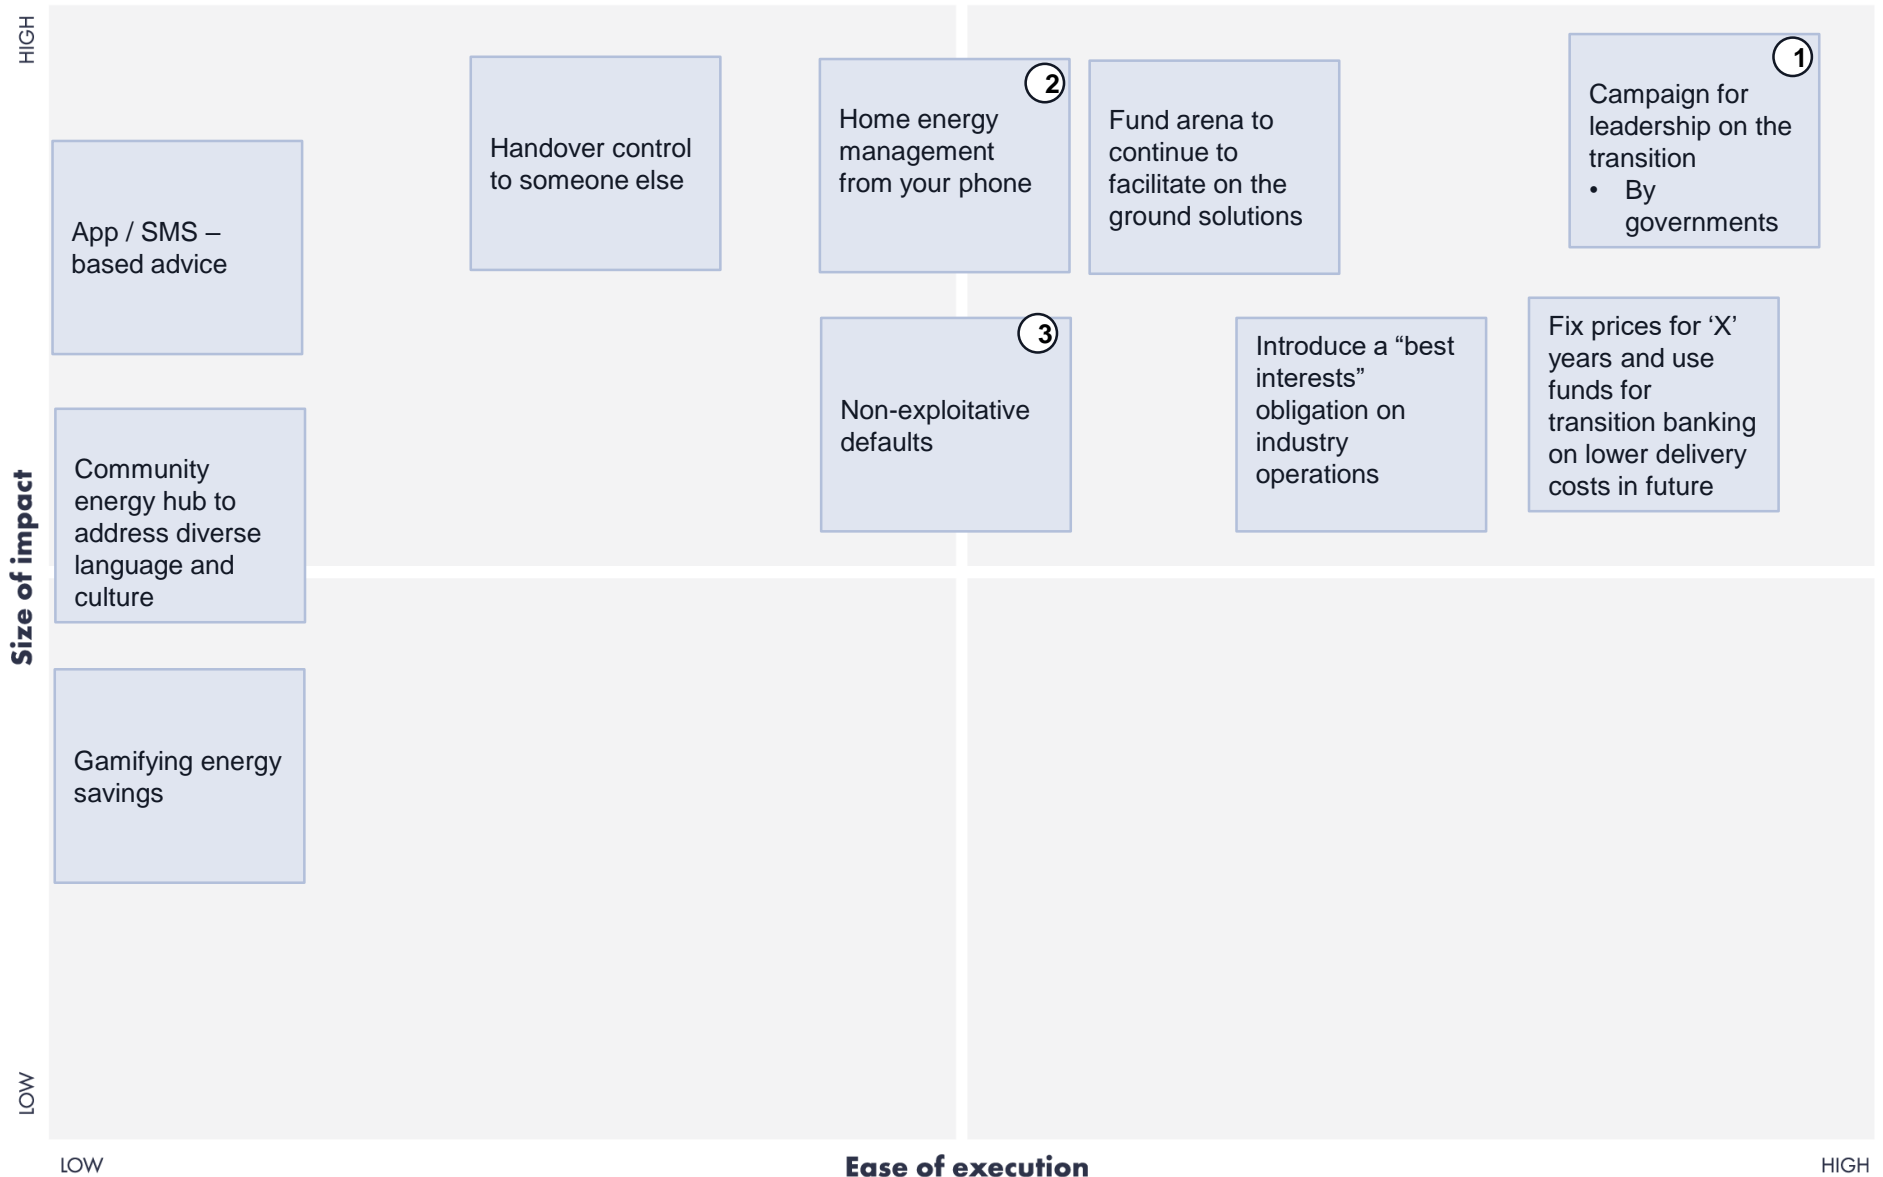 HIGH
1
Campaign for
leadership on the
transition
• By
governments
2
Home energy
management
from your phone
Fund arena to
continue to
facilitate on the
ground solutions
Handover control
to someone else
App / SMS –
based advice
3
Non-exploitative
defaults
Introduce a “best
interests”
obligation on
industry
operations
Fix prices for ‘X’
years and use
funds for
transition banking
on lower delivery
costs in future
Community
energy hub to
address diverse
language and
culture
Size of impact
Gamifying energy
savings
LOW
LOW
Ease of execution
HIGH